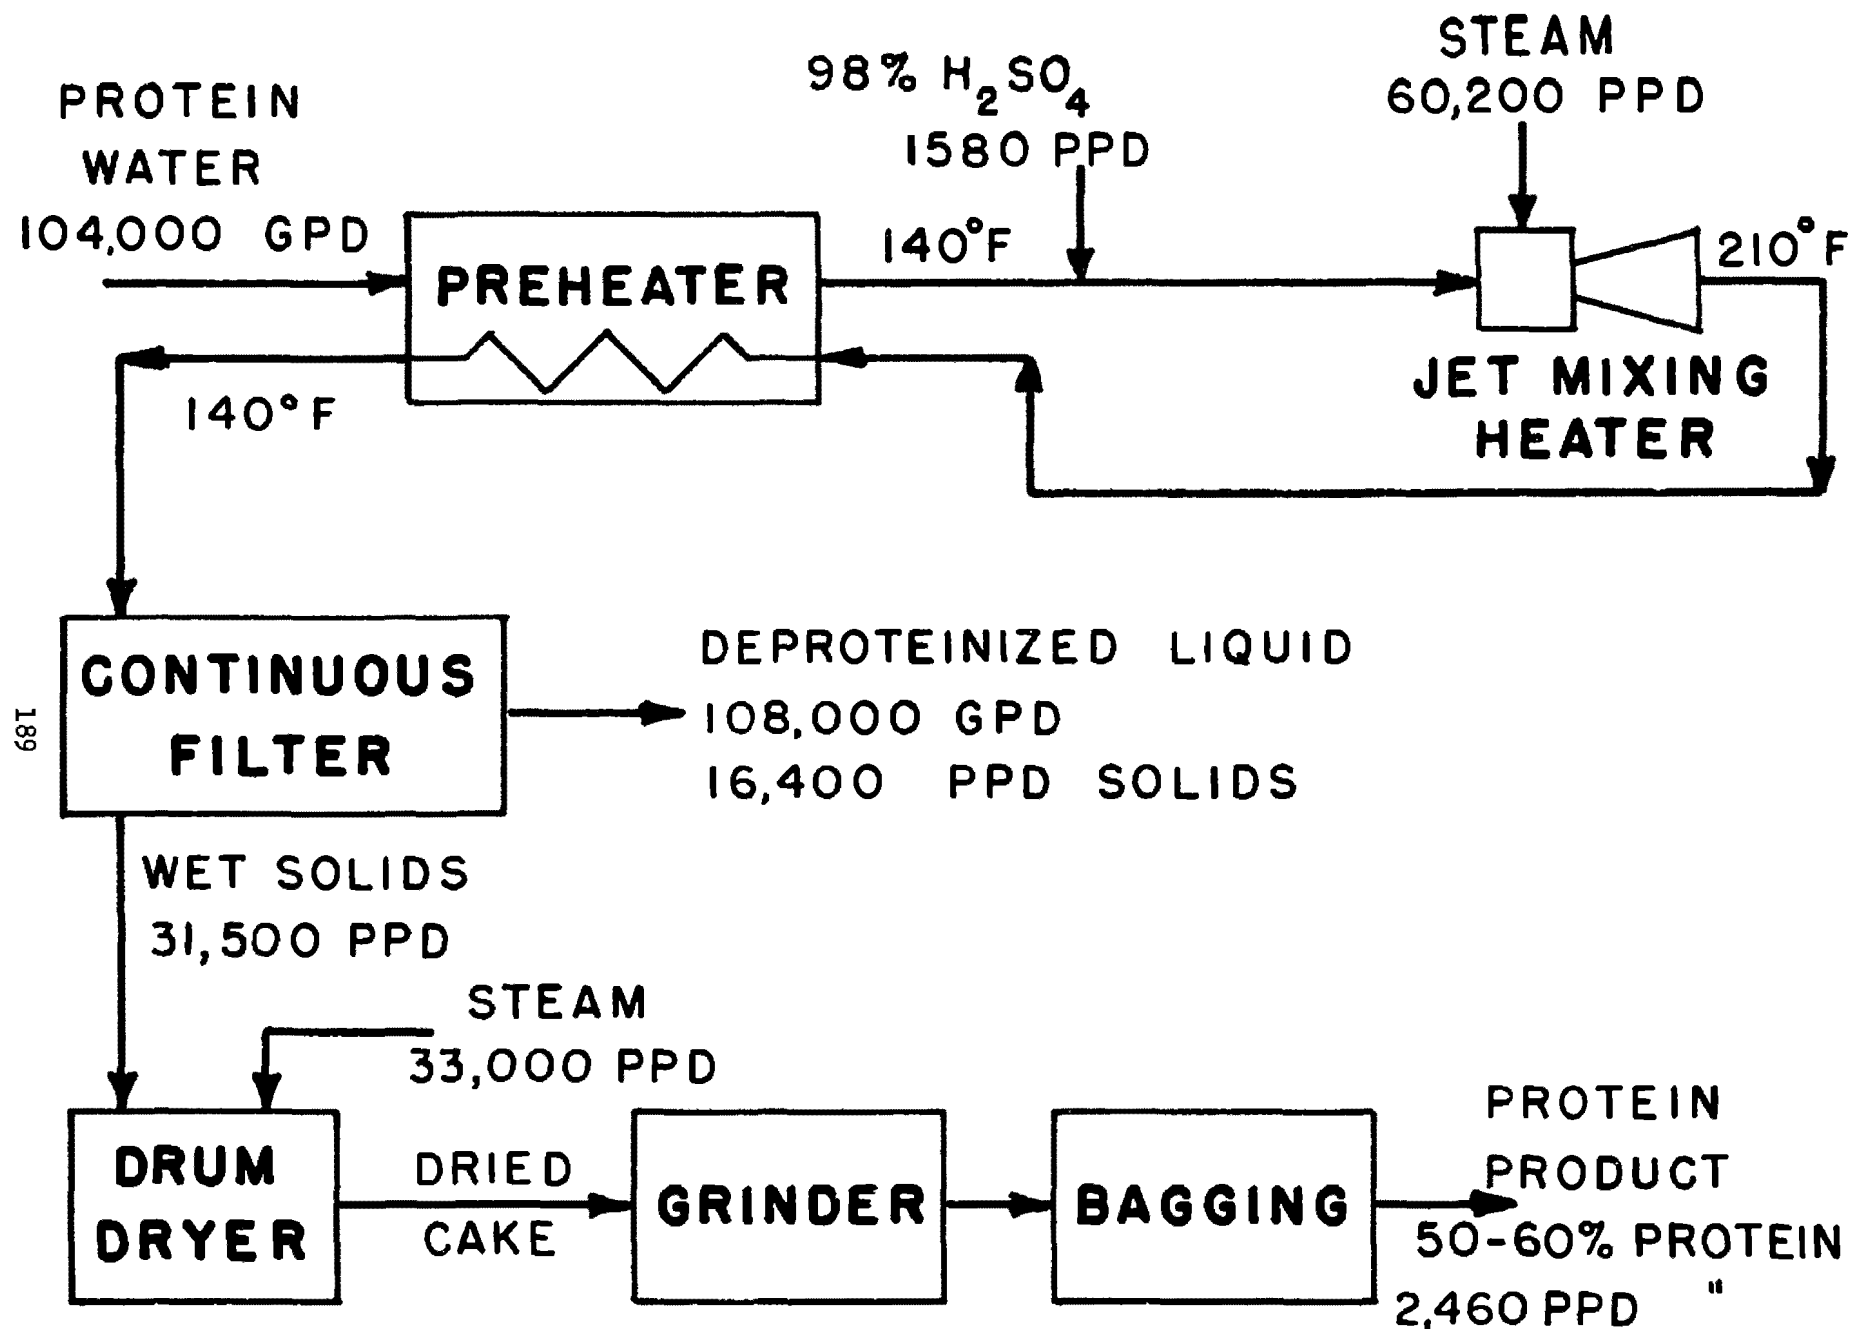 PROTEIN
WATER
104,000 GPD
98% H2SO4
1580 PPD
STEAM
60,200 PPD
PREHEATER
140°F
210°F
JET MIXING
HEATER
140°F
CONTINUOUS
FILTER
DEPROTEINIZED LIQUID
108,000 GPD
16,400 PPD SOLIDS
189
WET SOLIDS
31,500 PPD
STEAM
33,000 PPD
DRUM
DRYER
DRIED
CAKE
GRINDER
BAGGING
PROTEIN
PRODUCT
50-60% PROTEIN
2,460 PPD "